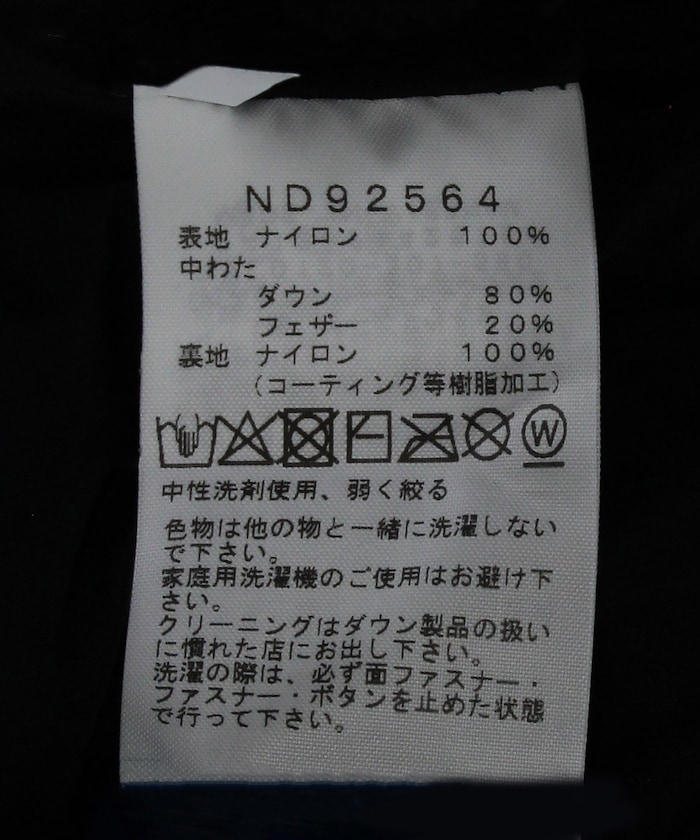 ND92564
表地 ナイロン 100%
中わた
ダウン 80%
フェザー 20%
裏地 ナイロン 100%
(コーティング等樹脂加工)
W
中性洗剤使用、弱く絞る
色物は他の物と一緒に洗濯しない
で下さい。
家庭用洗濯機のご使用はお避け下
さい。
クリーニングはダウン製品の扱い
に慣れた店にお出し下さい。
洗濯の際は、必ず面ファスナー・
ファスナー・ボタンを止めた状態
で行って下さい。